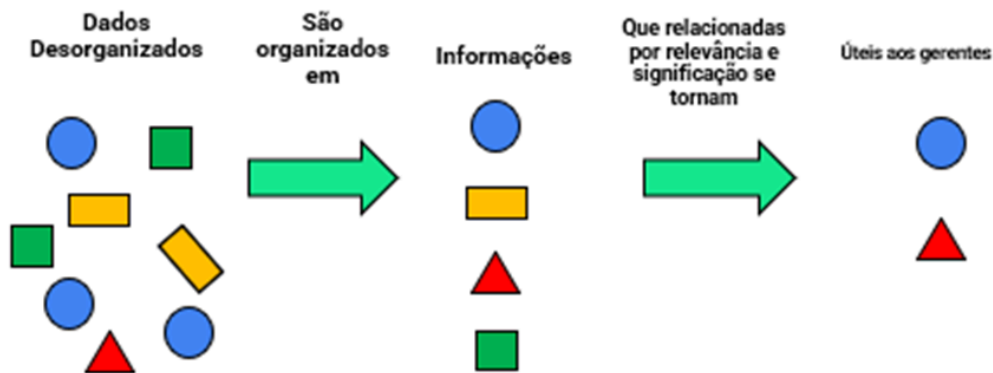 Dados
Desorganizados
São
organizados
em
Informações
Que relacionadas
por relevância e
significação se
tornam
Úteis aos gerentes